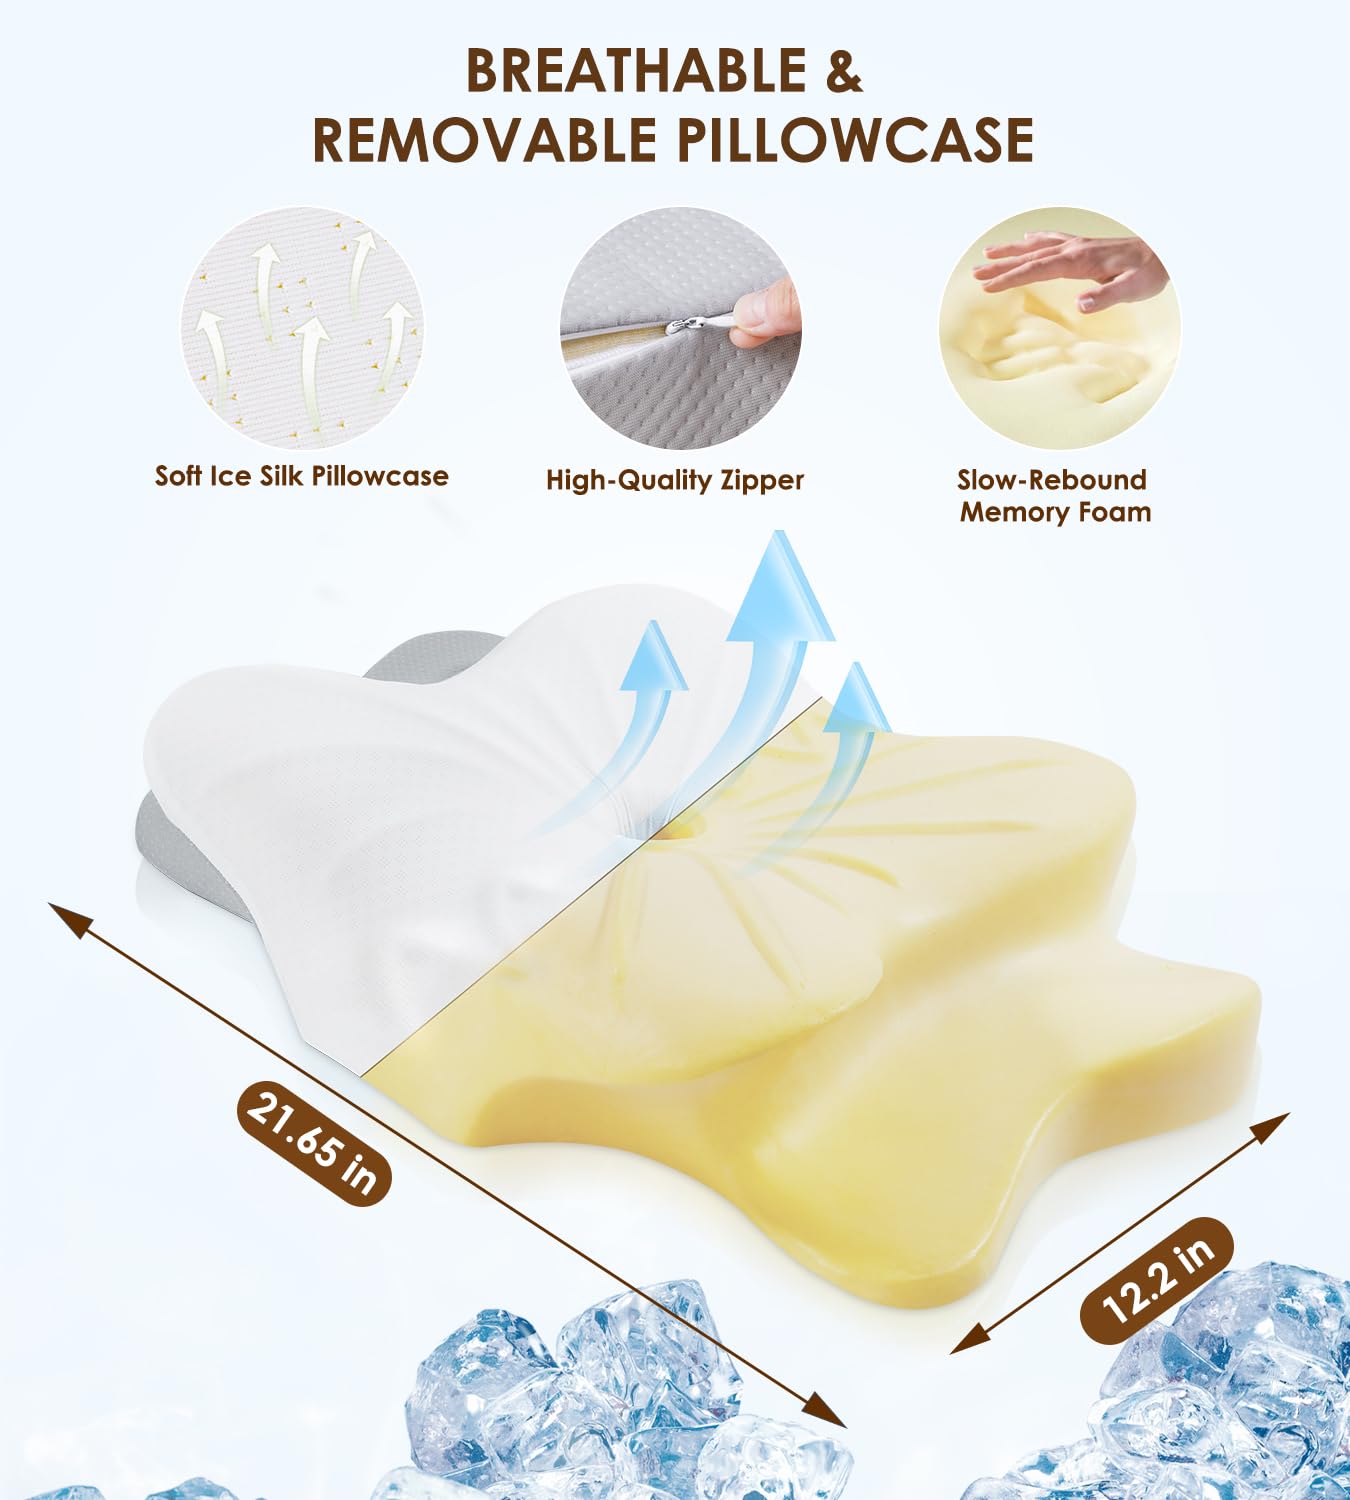 BREATHABLE &
REMOVABLE PILLOWCASE
Soft Ice Silk Pillowcase
High-Quality Zipper
Slow-Rebound
Memory Foam
21.65 in
12.2 in